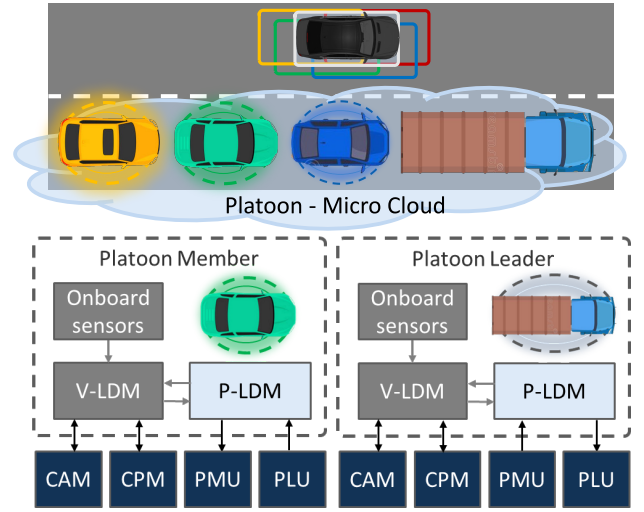 Platoon - Micro Cloud
Platoon Member
Onboard
sensors
V-LDM
P-LDM
CAM
CPM
PMU
PLU
Platoon Leader
Onboard
sensors
V-LDM
P-LDM
CAM
CPM
PMU
PLU